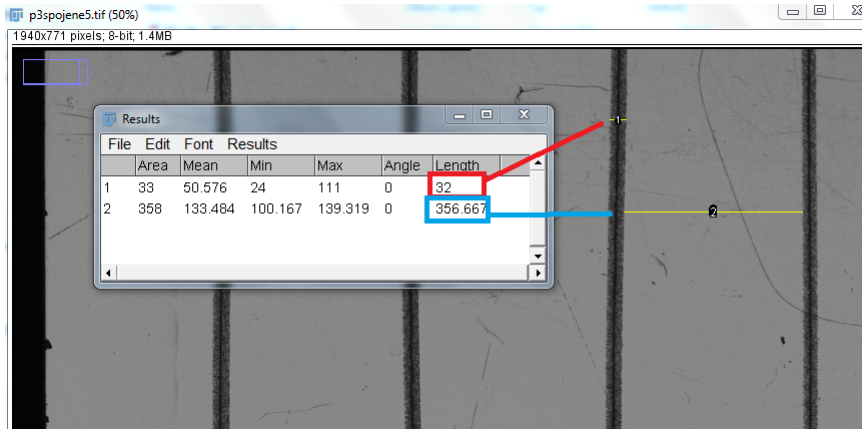 p3spojene5.tif (50%)
1940x771 pixels; 8-bit; 1.4MB
1
Results
File Edit Font Results
Area Mean Min Max Angle Length
1 33 50.576 24 111 0 32
2 358 133.484 100.167 139.319 0 356.667
2